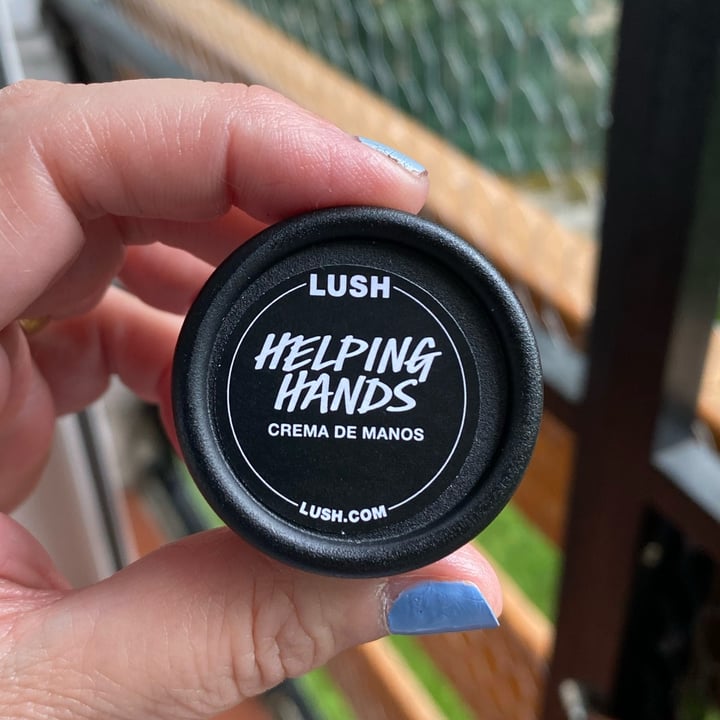 LUSH
HELPING
HANDS
CREMA DE MANOS
LUSH.COM